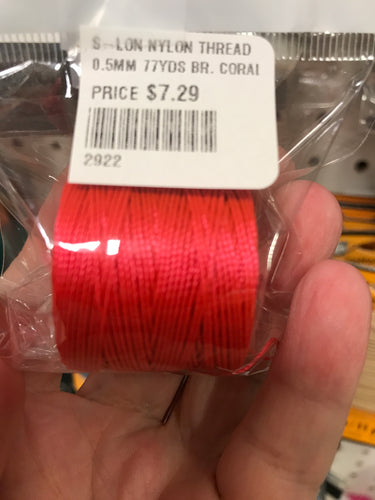 S-LON NYLON THREAD
0.5MM 77YDS BR. CORAL
PRICE $7.29
2922